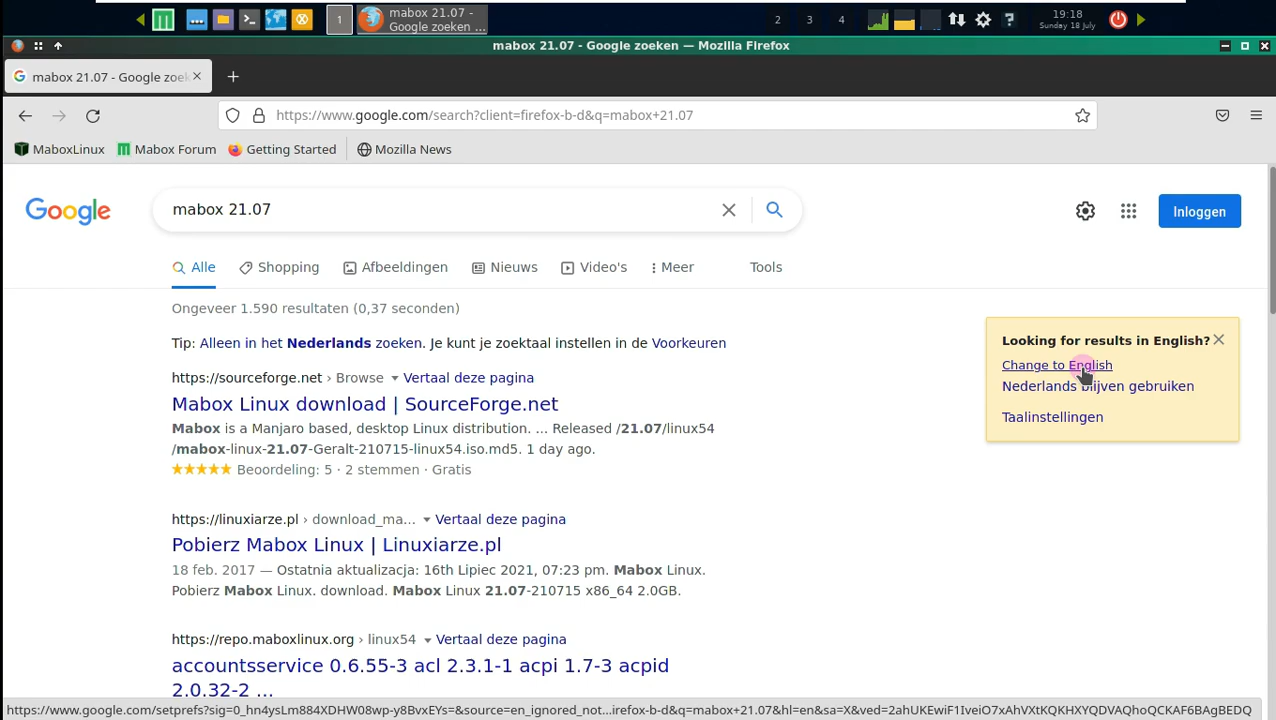 1
mabox 21.07 -
Google zoeken ...
2
3
4
19:18
Sunday 18 July
mabox 21.07 - Google zoeken — Mozilla Firefox
mabox 21.07 - Google zoek
https://www.google.com/search?client=firefox-b-d&q=mabox+21.07
MaboxLinux
Mabox Forum
Getting Started
Mozilla News
Google
mabox 21.07
Inloggen
Alle
Shopping
Afbeeldingen
Nieuws
Video's
Meer
Tools
Ongeveer 1.590 resultaten (0,37 seconden)
Tip: Alleen in het Nederlands zoeken. Je kunt je zoektaal instellen in de Voorkeuren
Looking for results in English?
Change to English
Nederlands blijven gebruiken
Taalinstellingen
https://sourceforge.net › Browse Vertaal deze pagina
Mabox Linux download | SourceForge.net
Mabox is a Manjaro based, desktop Linux distribution. ... Released /21.07/linux54
/mabox-linux-21.07-Geralt-210715-linux54.iso.md5. 1 day ago.
Beoordeling: 5 · 2 stemmen · Gratis
https://linuxiarze.pl › download_ma... Vertaal deze pagina
Pobierz Mabox Linux | Linuxiarze.pl
18 feb. 2017 — Ostatnia aktualizacja: 16th Lipiec 2021, 07:23 pm. Mabox Linux.
Pobierz Mabox Linux. download. Mabox Linux 21.07-210715 x86_64 2.0GB.
https://repo.maboxlinux.org › linux54 Vertaal deze pagina
accountsservice 0.6.55-3 acl 2.3.1-1 acpi 1.7-3 acpid
2.0.32-2 ...
https://www.google.com/setprefs?sig=0_hn4ysLm884XDHW08wp-y8BvxEYs=&source=en_ignored_not...irefox-b-d&q=mabox+21.07&hl=en&sa=X&ved=2ahUKEwiF1IveiO7xAhVXtKQKHXYQDVAQhoQCKAF6BAgBEDQ